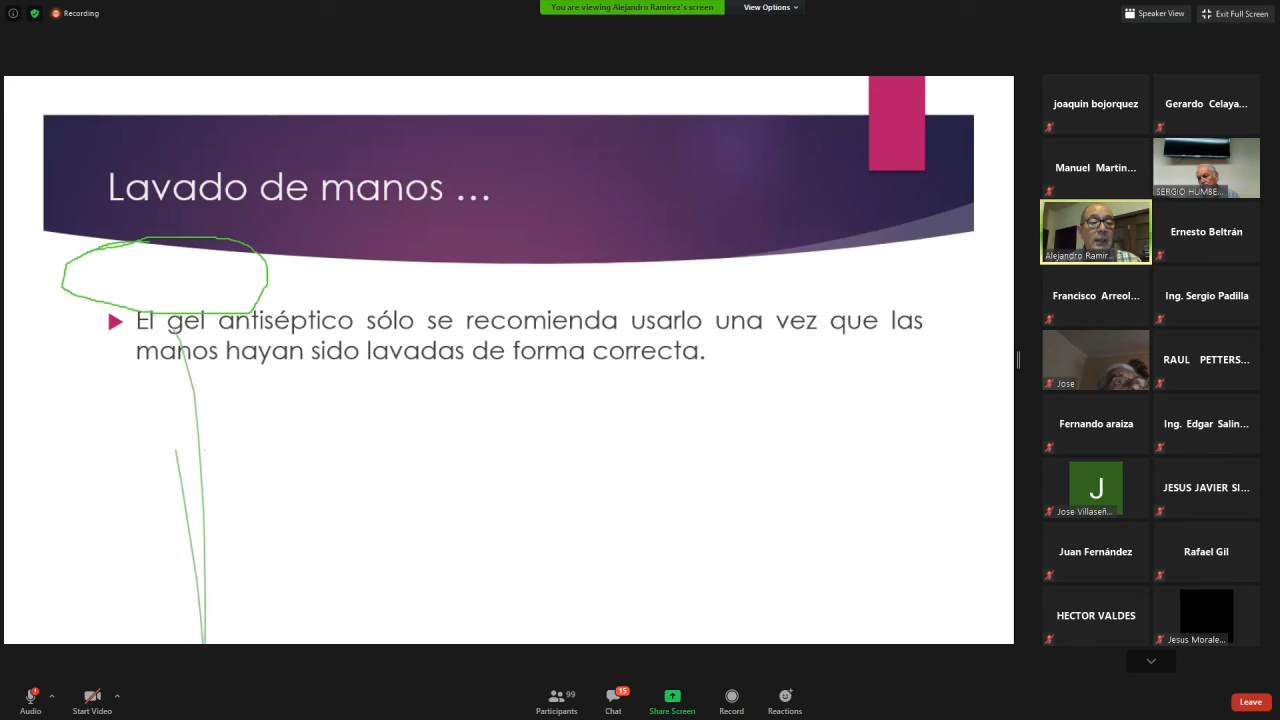 Recording
You are viewing Alejandro Ramirez's screen
View Options
Speaker View
Exit Full Screen
Lavado de manos ...
El gel antiséptico sólo se recomienda usarlo una vez que las
manos hayan sido lavadas de forma correcta.
joaquin bojorquez
Gerardo Celaya...
Manuel Martin...
SERGIO HUMBE...
Alejandro Ramir...
Ernesto Beltrán
Francisco Arreol...
Ing. Sergio Padilla
Jose
RAUL PETTERS...
Fernando araiza
Ing. Edgar Salin...
J
Jose Villaseñ...
JESUS JAVIER SI...
Juan Fernández
Rafael Gil
HECTOR VALDES
Jesus Morale...
Audio
Start Video
99
Participants
15
Chat
Share Screen
Record
Reactions
Leave